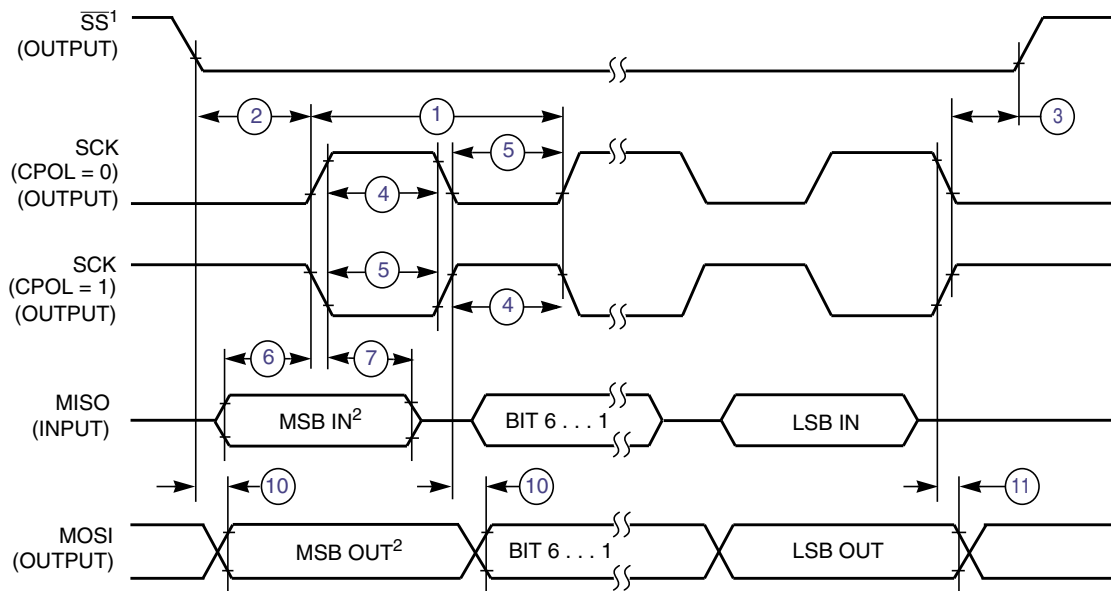 SS¹
(OUTPUT)
2
1
3
SCK
(CPOL = 0)
(OUTPUT)
5
4
SCK
(CPOL = 1)
(OUTPUT)
5
4
6
7
MISO
(INPUT)
MSB IN²
BIT 6 . . . 1
LSB IN
10
10
11
MOSI
(OUTPUT)
MSB OUT²
BIT 6 . . . 1
LSB OUT